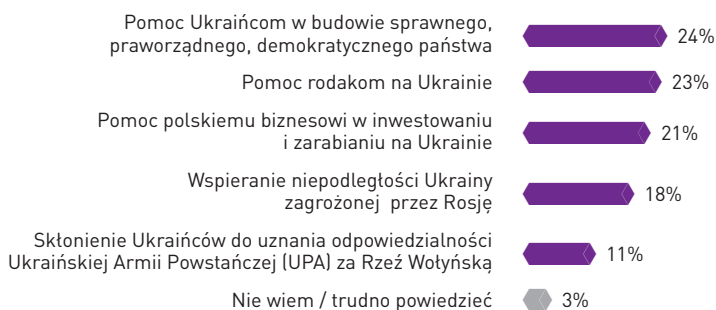 Pomoc Ukraińcom w budowie sprawnego,
praworządnego, demokratycznego państwa
24%
Pomoc rodakom na Ukrainie
23%
Pomoc polskiemu biznesowi w inwestowaniu
i zarabianiu na Ukrainie
21%
Wspieranie niepodległości Ukrainy
zagrożonej przez Rosję
18%
Skłonienie Ukraińców do uznania odpowiedzialności
Ukraińskiej Armii Powstańczej (UPA) za Rzeź Wołyńską
11%
Nie wiem / trudno powiedzieć
3%